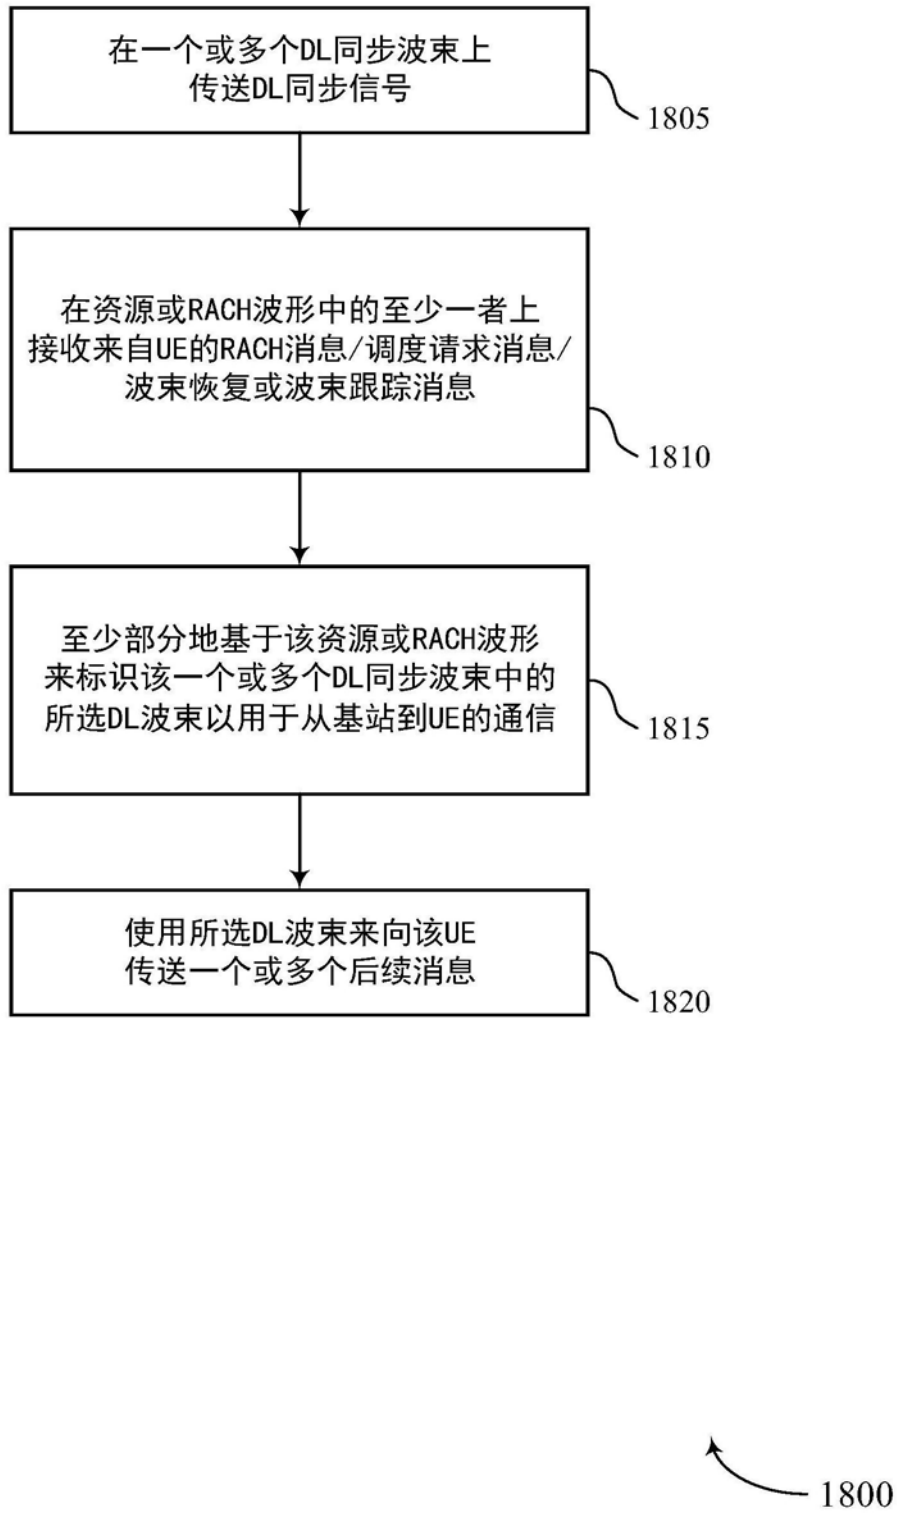 在一个或多个DL同步波束上
传送DL同步信号
1805
在资源或RACH波形中的至少一者上
接收来自UE的RACH消息/调度请求消息/
波束恢复或波束跟踪消息
1810
至少部分地基于该资源或RACH波形
来标识该一个或多个DL同步波束中的
所选DL波束以用于从基站到UE的通信
1815
使用所选DL波束来向该UE
传送一个或多个后续消息
1820
1800